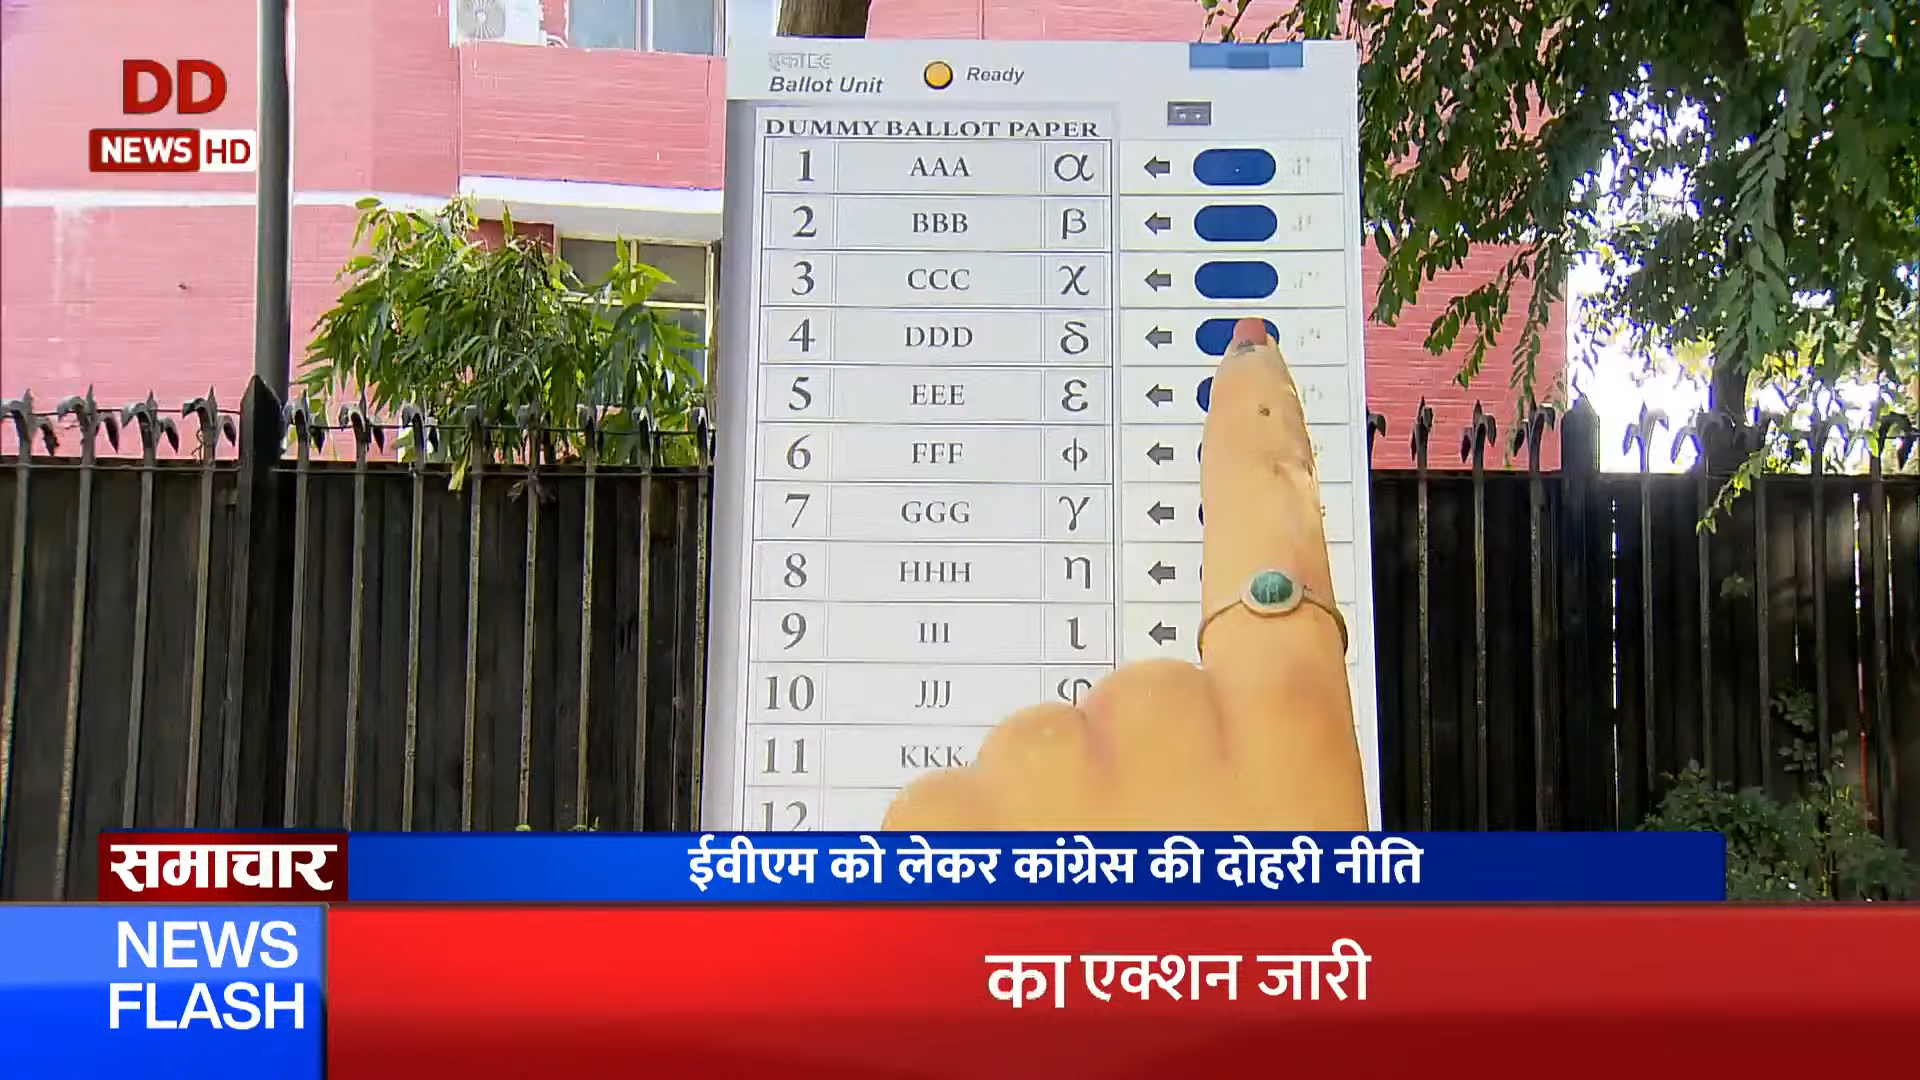 DD
NEWS HD
Ballot Unit
Ready
DUMMY BALLOT PAPER
1 AAA α
2 BBB β
3 CCC χ
4 DDD δ
5 EEE ε
6 FFF ϕ
7 GGG γ
8 HHH η
9 III ι
10 JJJ φ
11 KKK
12
समाचार
ईवीएम को लेकर कांग्रेस की दोहरी नीति
NEWS
FLASH
का एक्शन जारी